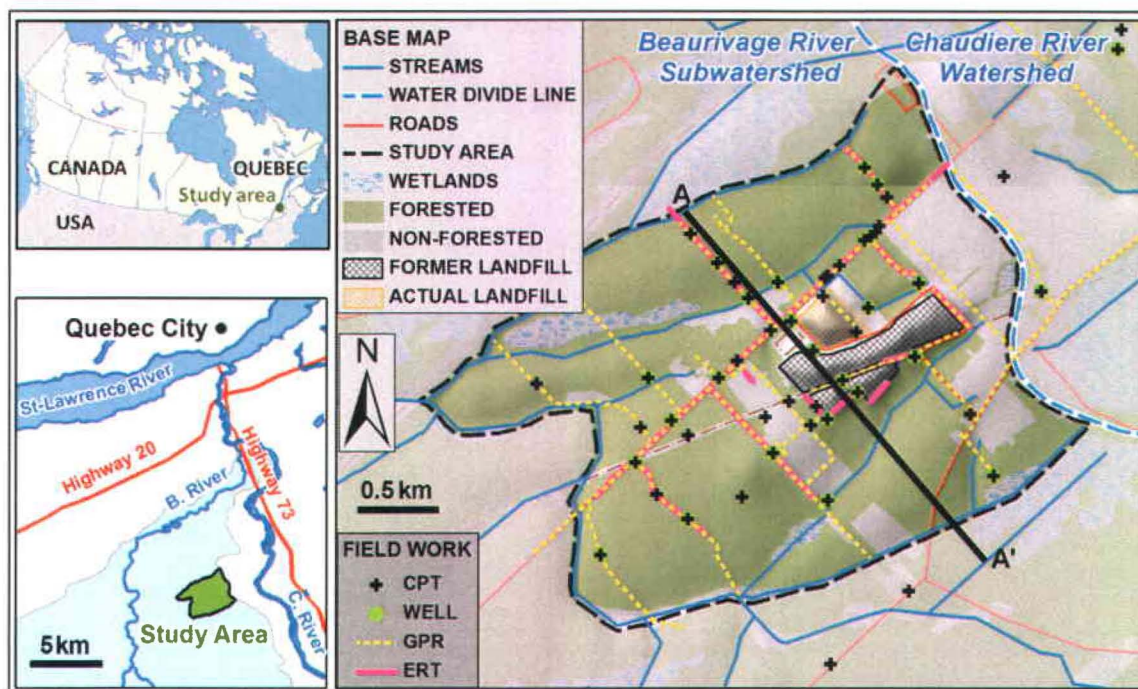 CANADA
QUEBEC
Study area
USA
Quebec City
St-Lawrence River
Highway 20
Highway 73
B. River
C. River
Study Area
5 km
BASE MAP
STREAMS
WATER DIVIDE LINE
ROADS
STUDY AREA
WETLANDS
FORESTED
NON-FORESTED
FORMER LANDFILL
ACTUAL LANDFILL
N
0.5 km
FIELD WORK
CPT
WELL
GPR
ERT
Beaurivage River
Subwatershed
Chaudiere River
Watershed
A
A'